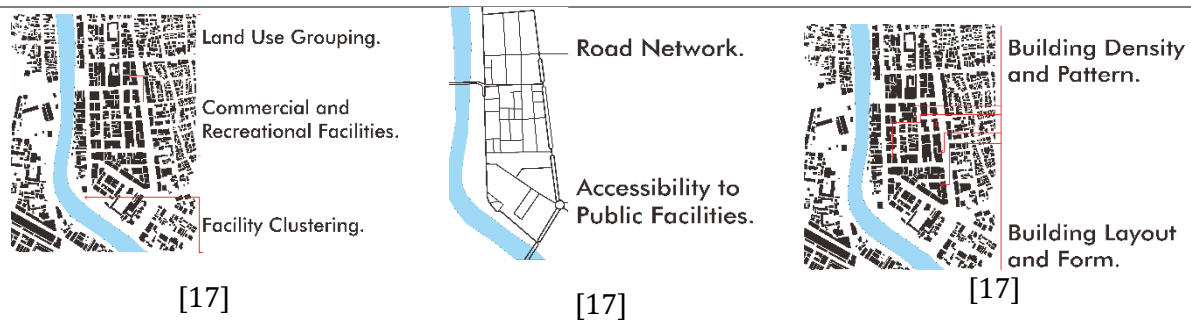 Land Use Grouping.
Commercial and
Recreational Facilities.
Facility Clustering.
[17]
Road Network.
Accessibility to
Public Facilities.
[17]
Building Density
and Pattern.
Building Layout
and Form.
[17]